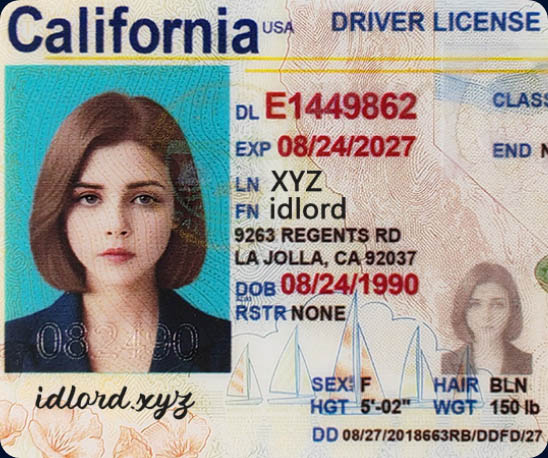 California USA DRIVER LICENSE
DL E1449862 CLASS
EXP 08/24/2027 END N
LN XYZ
FN idlord
9263 REGENTS RD
LA JOLLA, CA 92037
DOB 08/24/1990
RSTR NONE
082490
idlord.xyz
SEX: F HAIR BLN
HGT 5'-02" WGT 150 lb
DD 08/27/2018663RB/DDFD/27